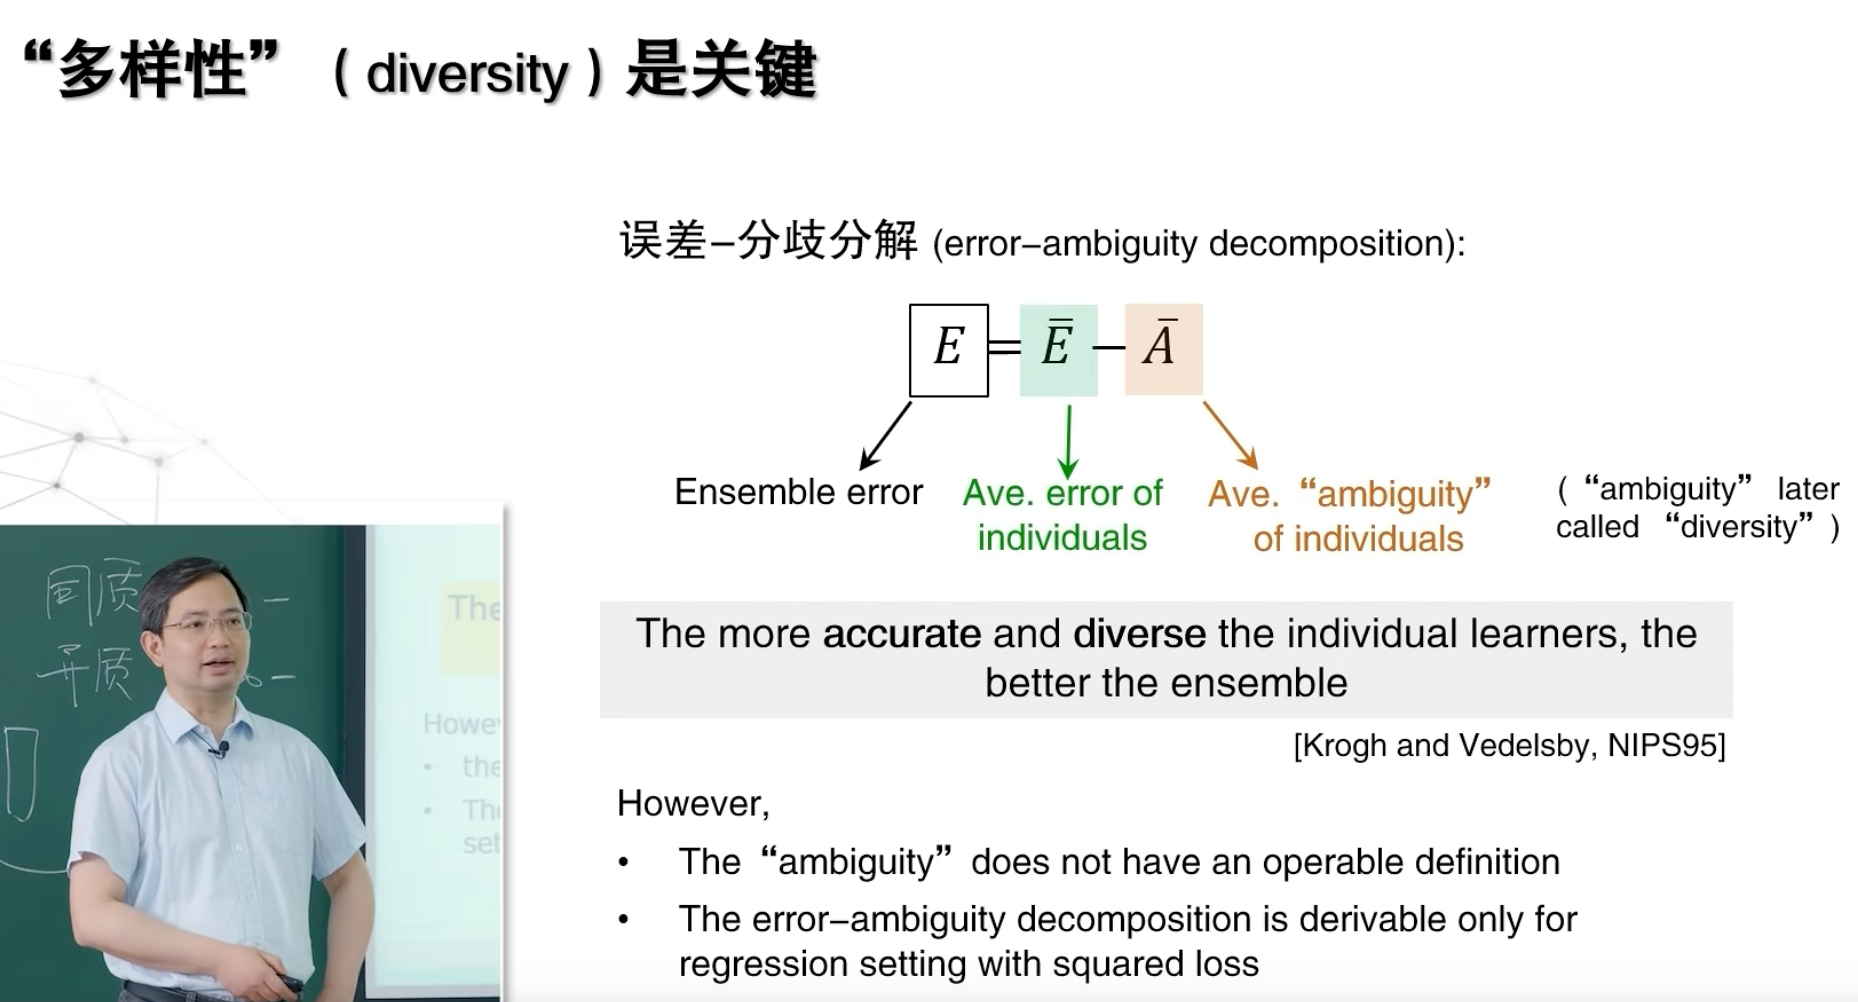 “多样性”（diversity）是关键
误差–分歧分解 (error–ambiguity decomposition):
E = Ē – Ā
Ensemble error
Ave. error of
individuals
Ave. “ambiguity”
of individuals
(“ambiguity” later
called “diversity”)
The more accurate and diverse the individual learners, the
better the ensemble
[Krogh and Vedelsby, NIPS95]
However,
• The “ambiguity” does not have an operable definition
• The error–ambiguity decomposition is derivable only for
regression setting with squared loss
同质
异质
The
Howe
• the
• The
set